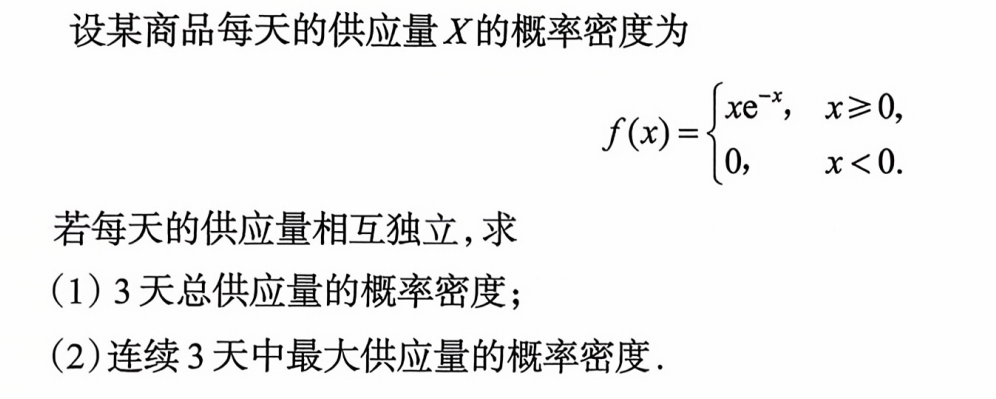 设某商品每天的供应量X的概率密度为
f(x)={xe^{-x}, x⩾0,
0, x<0.
若每天的供应量相互独立,求
(1) 3天总供应量的概率密度;
(2)连续3天中最大供应量的概率密度.